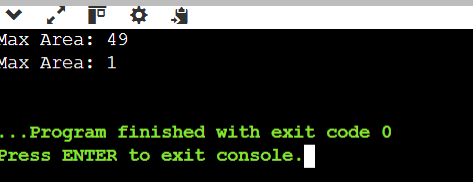 Max Area: 49
Max Area: 1
...Program finished with exit code 0
Press ENTER to exit console.